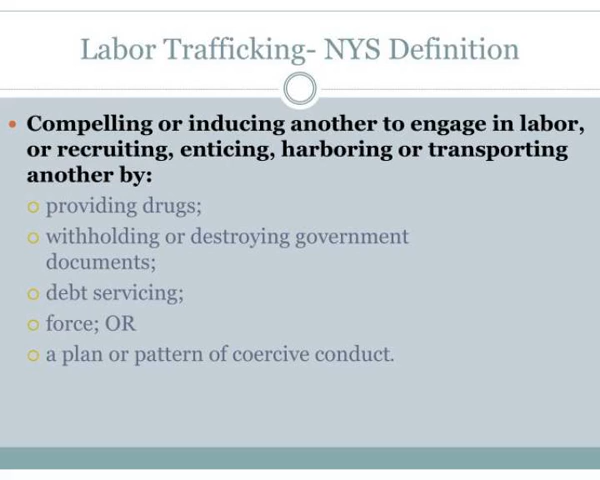 Labor Trafficking- NYS Definition
Compelling or inducing another to engage in labor,
or recruiting, enticing, harboring or transporting
another by:
providing drugs;
withholding or destroying government
documents;
debt servicing;
force; OR
a plan or pattern of coercive conduct.